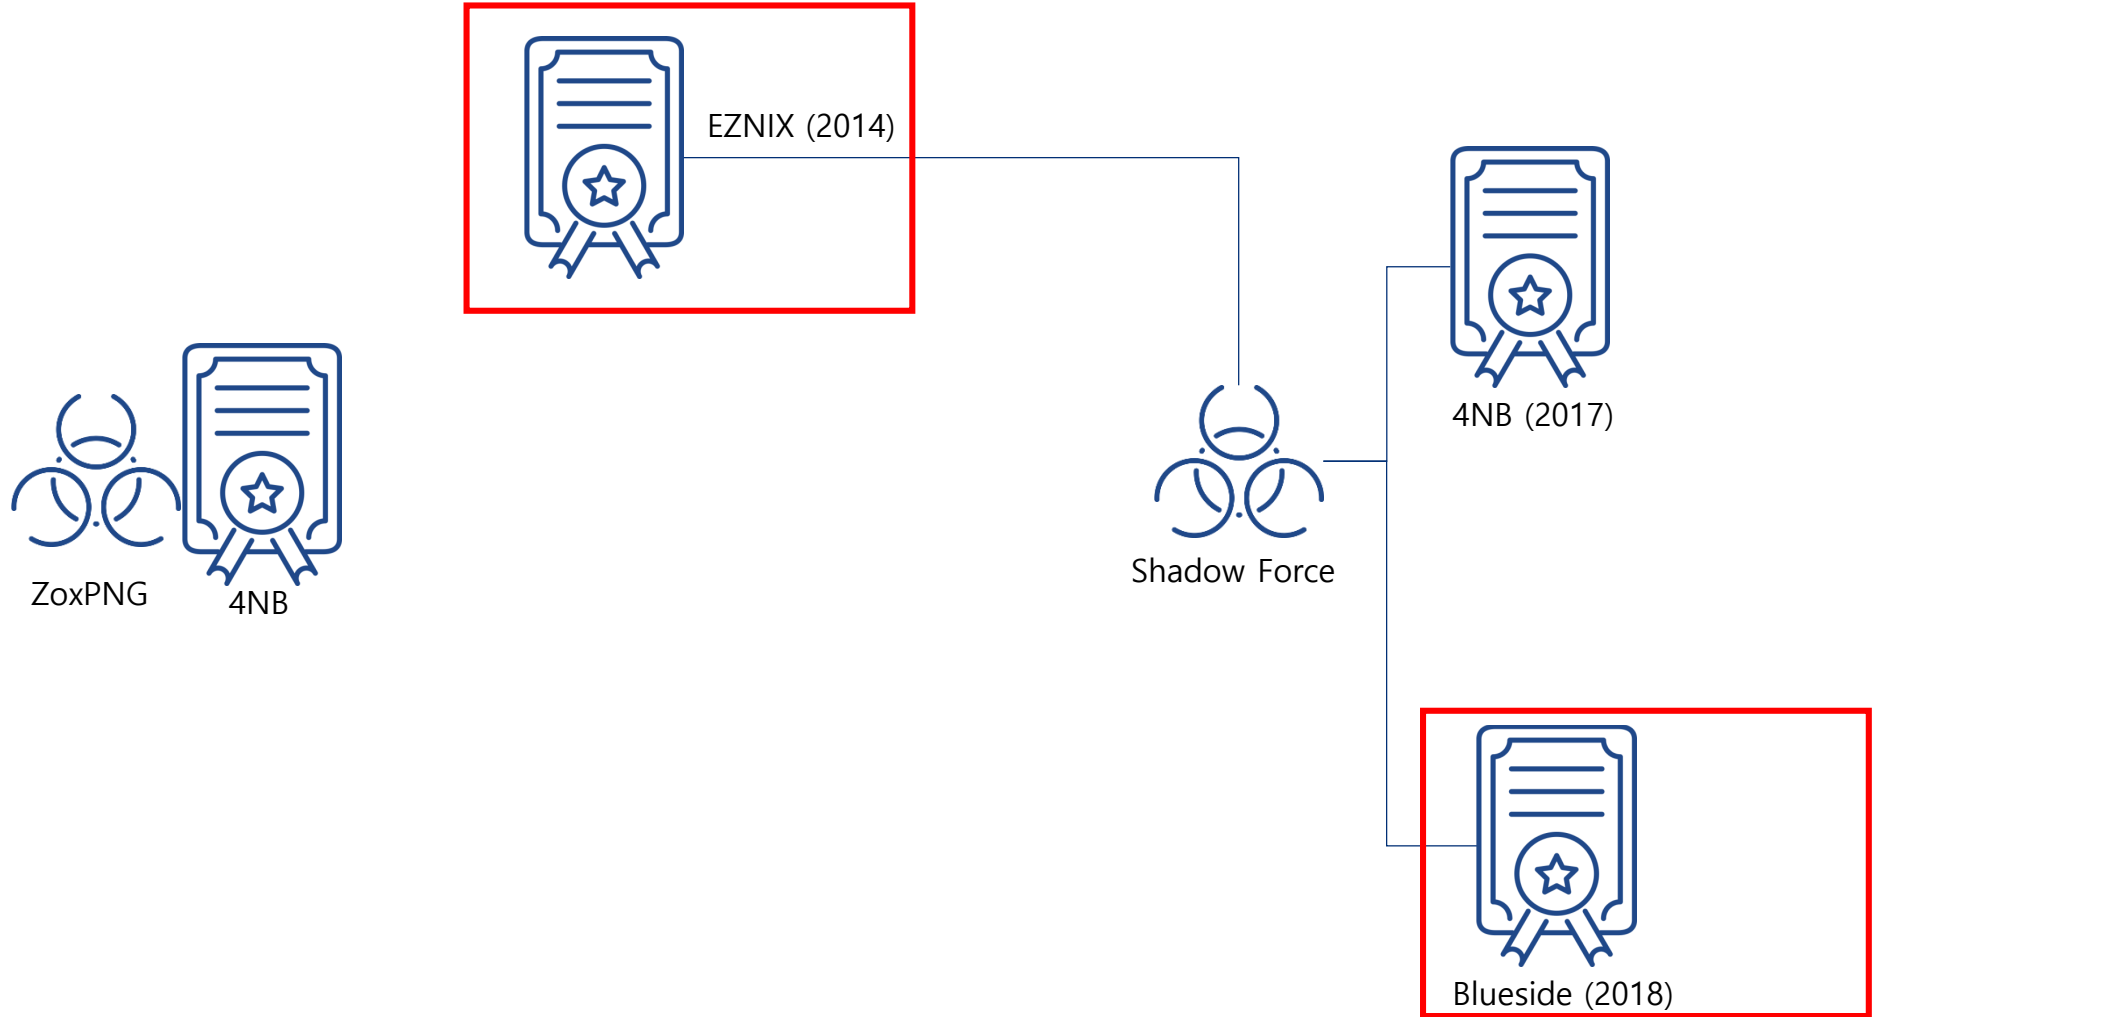 EZNIX (2014)
4NB (2017)
ZoxPNG
4NB
Shadow Force
Blueside (2018)